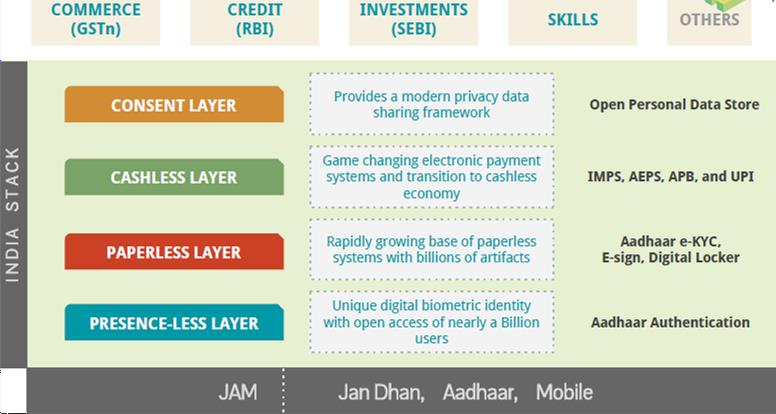 COMMERCE
(GSTn)
CREDIT
(RBI)
INVESTMENTS
(SEBI)
SKILLS
OTHERS
INDIA STACK
CONSENT LAYER
Provides a modern privacy data
sharing framework
Open Personal Data Store
CASHLESS LAYER
Game changing electronic payment
systems and transition to cashless
economy
IMPS, AEPS, APB, and UPI
PAPERLESS LAYER
Rapidly growing base of paperless
systems with billions of artifacts
Aadhaar e-KYC,
E-sign, Digital Locker
PRESENCE-LESS LAYER
Unique digital biometric identity
with open access of nearly a Billion
users
Aadhaar Authentication
JAM
Jan Dhan, Aadhaar, Mobile